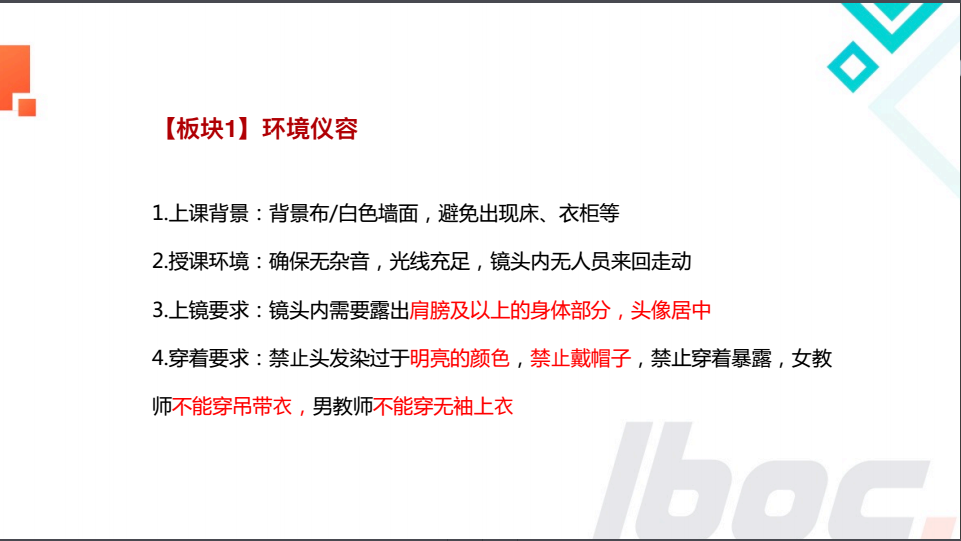 【板块1】环境仪容
1.上课背景：背景布/白色墙面，避免出现床、衣柜等
2.授课环境：确保无杂音，光线充足，镜头内无人员来回走动
3.上镜要求：镜头内需要露出肩膀及以上的身体部分，头像居中
4.穿着要求：禁止头发染过于明亮的颜色，禁止戴帽子，禁止穿着暴露，女教
师不能穿吊带衣，男教师不能穿无袖上衣
lboc.